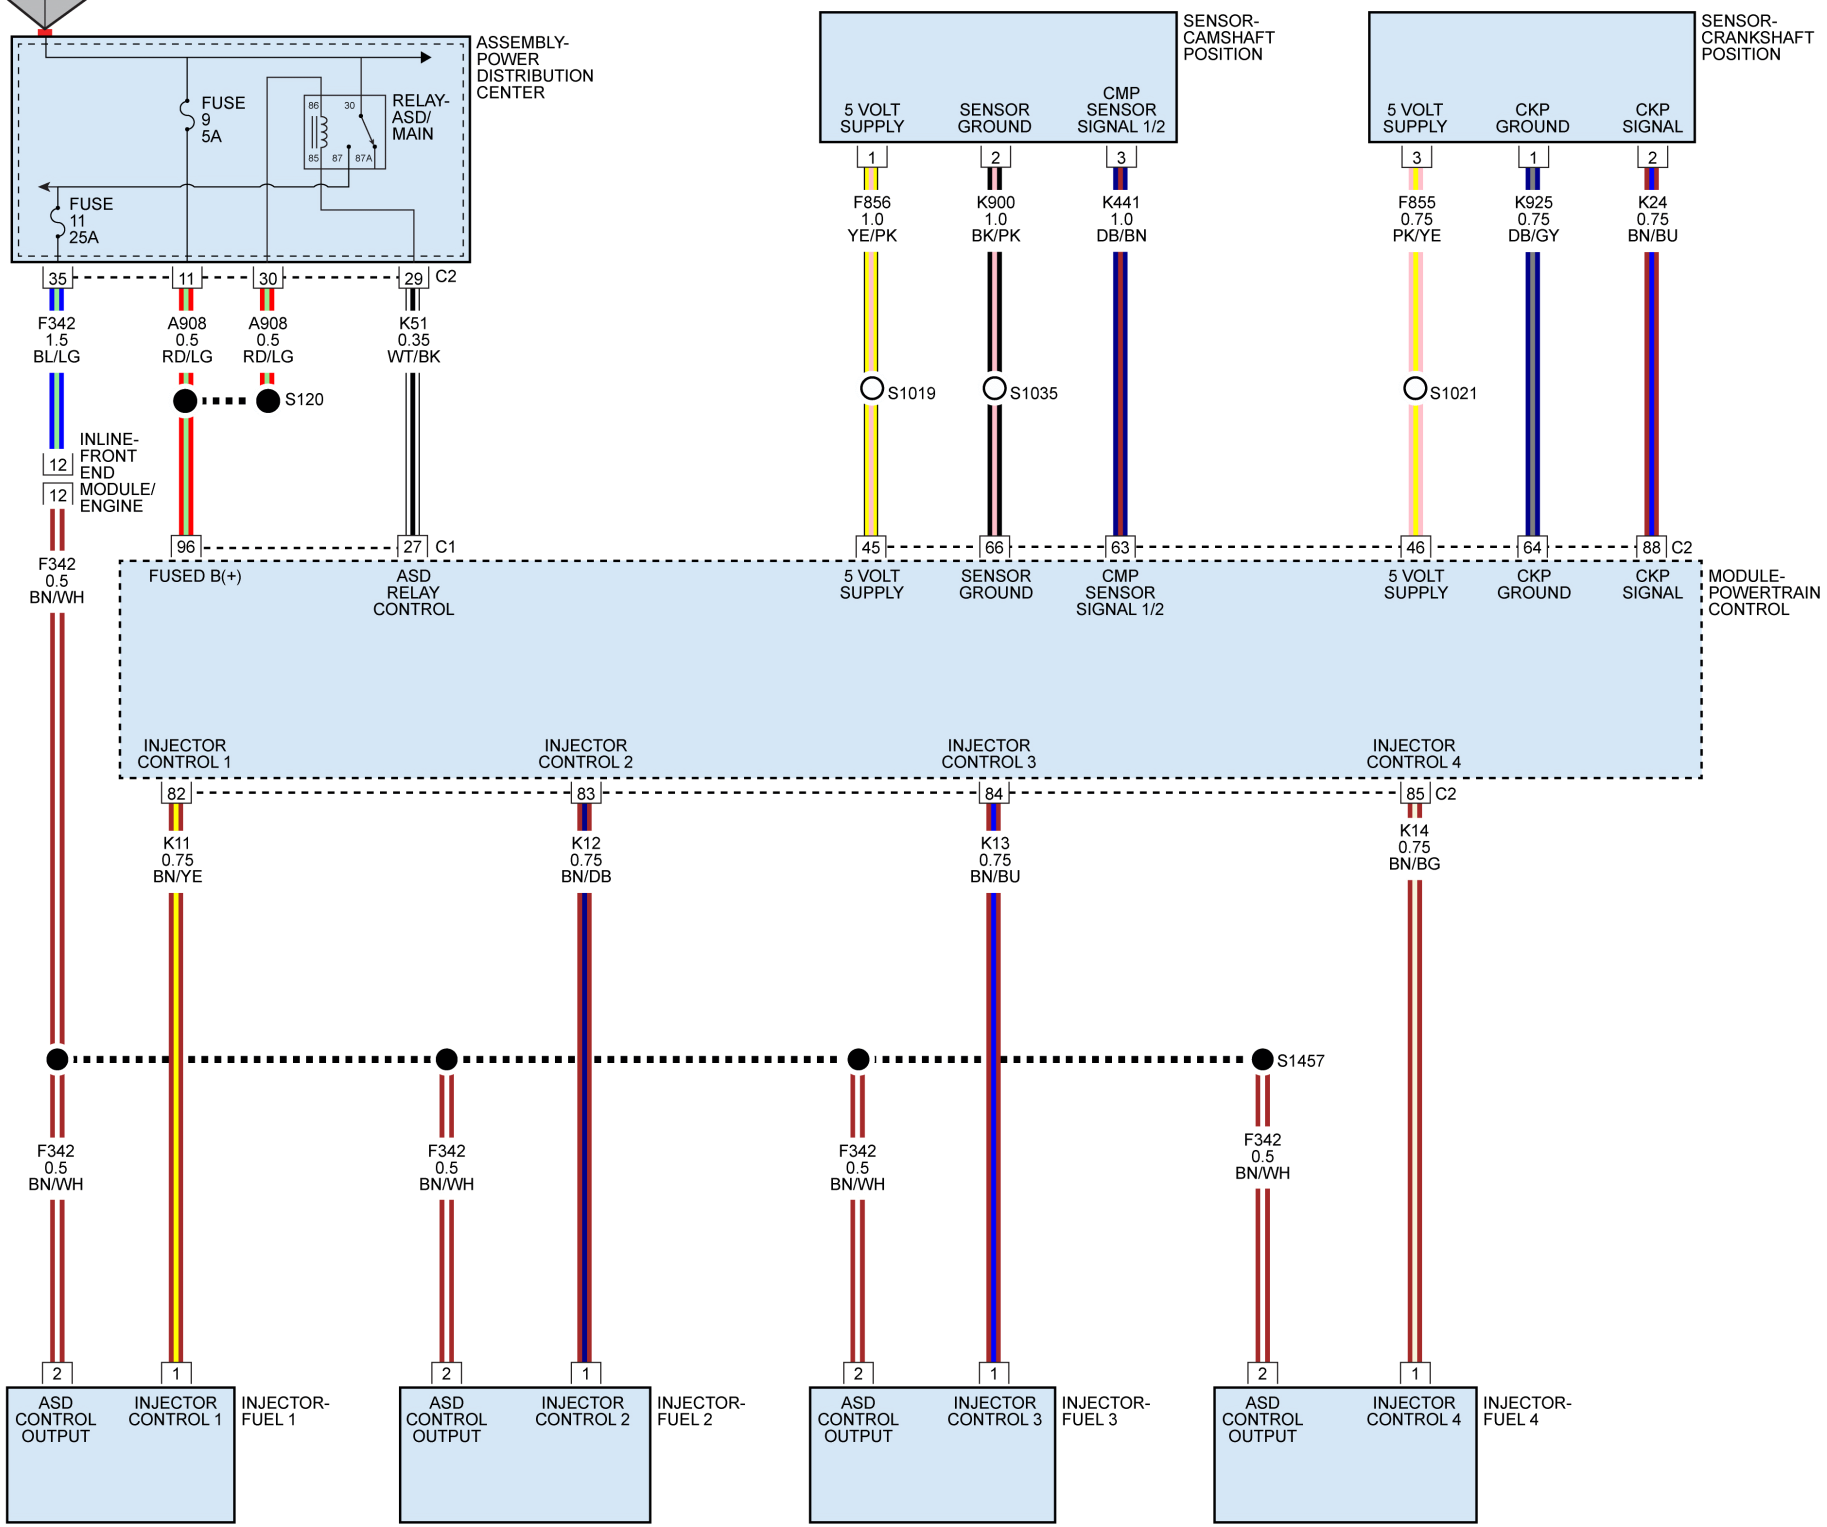 ASSEMBLY-
POWER
DISTRIBUTION
CENTER
FUSE
9
5A
86
30
85
87
87A
RELAY-
ASD/
MAIN
FUSE
11
25A
35
11
30
29
C2
F342
1.5
BL/LG
A908
0.5
RD/LG
A908
0.5
RD/LG
K51
0.35
WT/BK
S120
12
12
INLINE-
FRONT
END
MODULE/
ENGINE
F342
0.5
BN/WH
96
27
C1
SENSOR-
CAMSHAFT
POSITION
5 VOLT
SUPPLY
SENSOR
GROUND
CMP
SENSOR
SIGNAL 1/2
1
2
3
F856
1.0
YE/PK
K900
1.0
BK/PK
K441
1.0
DB/BN
S1019
S1035
45
66
63
SENSOR-
CRANKSHAFT
POSITION
5 VOLT
SUPPLY
CKP
GROUND
CKP
SIGNAL
3
1
2
F855
0.75
PK/YE
K925
0.75
DB/GY
K24
0.75
BN/BU
S1021
46
64
88
C2
FUSED B(+)
ASD
RELAY
CONTROL
5 VOLT
SUPPLY
SENSOR
GROUND
CMP
SENSOR
SIGNAL 1/2
5 VOLT
SUPPLY
CKP
GROUND
CKP
SIGNAL
MODULE-
POWERTRAIN
CONTROL
INJECTOR
CONTROL 1
INJECTOR
CONTROL 2
INJECTOR
CONTROL 3
INJECTOR
CONTROL 4
82
83
84
85
C2
K11
0.75
BN/YE
K12
0.75
BN/DB
K13
0.75
BN/BU
K14
0.75
BN/BG
S1457
F342
0.5
BN/WH
F342
0.5
BN/WH
F342
0.5
BN/WH
F342
0.5
BN/WH
2
1
2
1
2
1
2
1
ASD
CONTROL
OUTPUT
INJECTOR
CONTROL 1
INJECTOR-
FUEL 1
ASD
CONTROL
OUTPUT
INJECTOR
CONTROL 2
INJECTOR-
FUEL 2
ASD
CONTROL
OUTPUT
INJECTOR
CONTROL 3
INJECTOR-
FUEL 3
ASD
CONTROL
OUTPUT
INJECTOR
CONTROL 4
INJECTOR-
FUEL 4